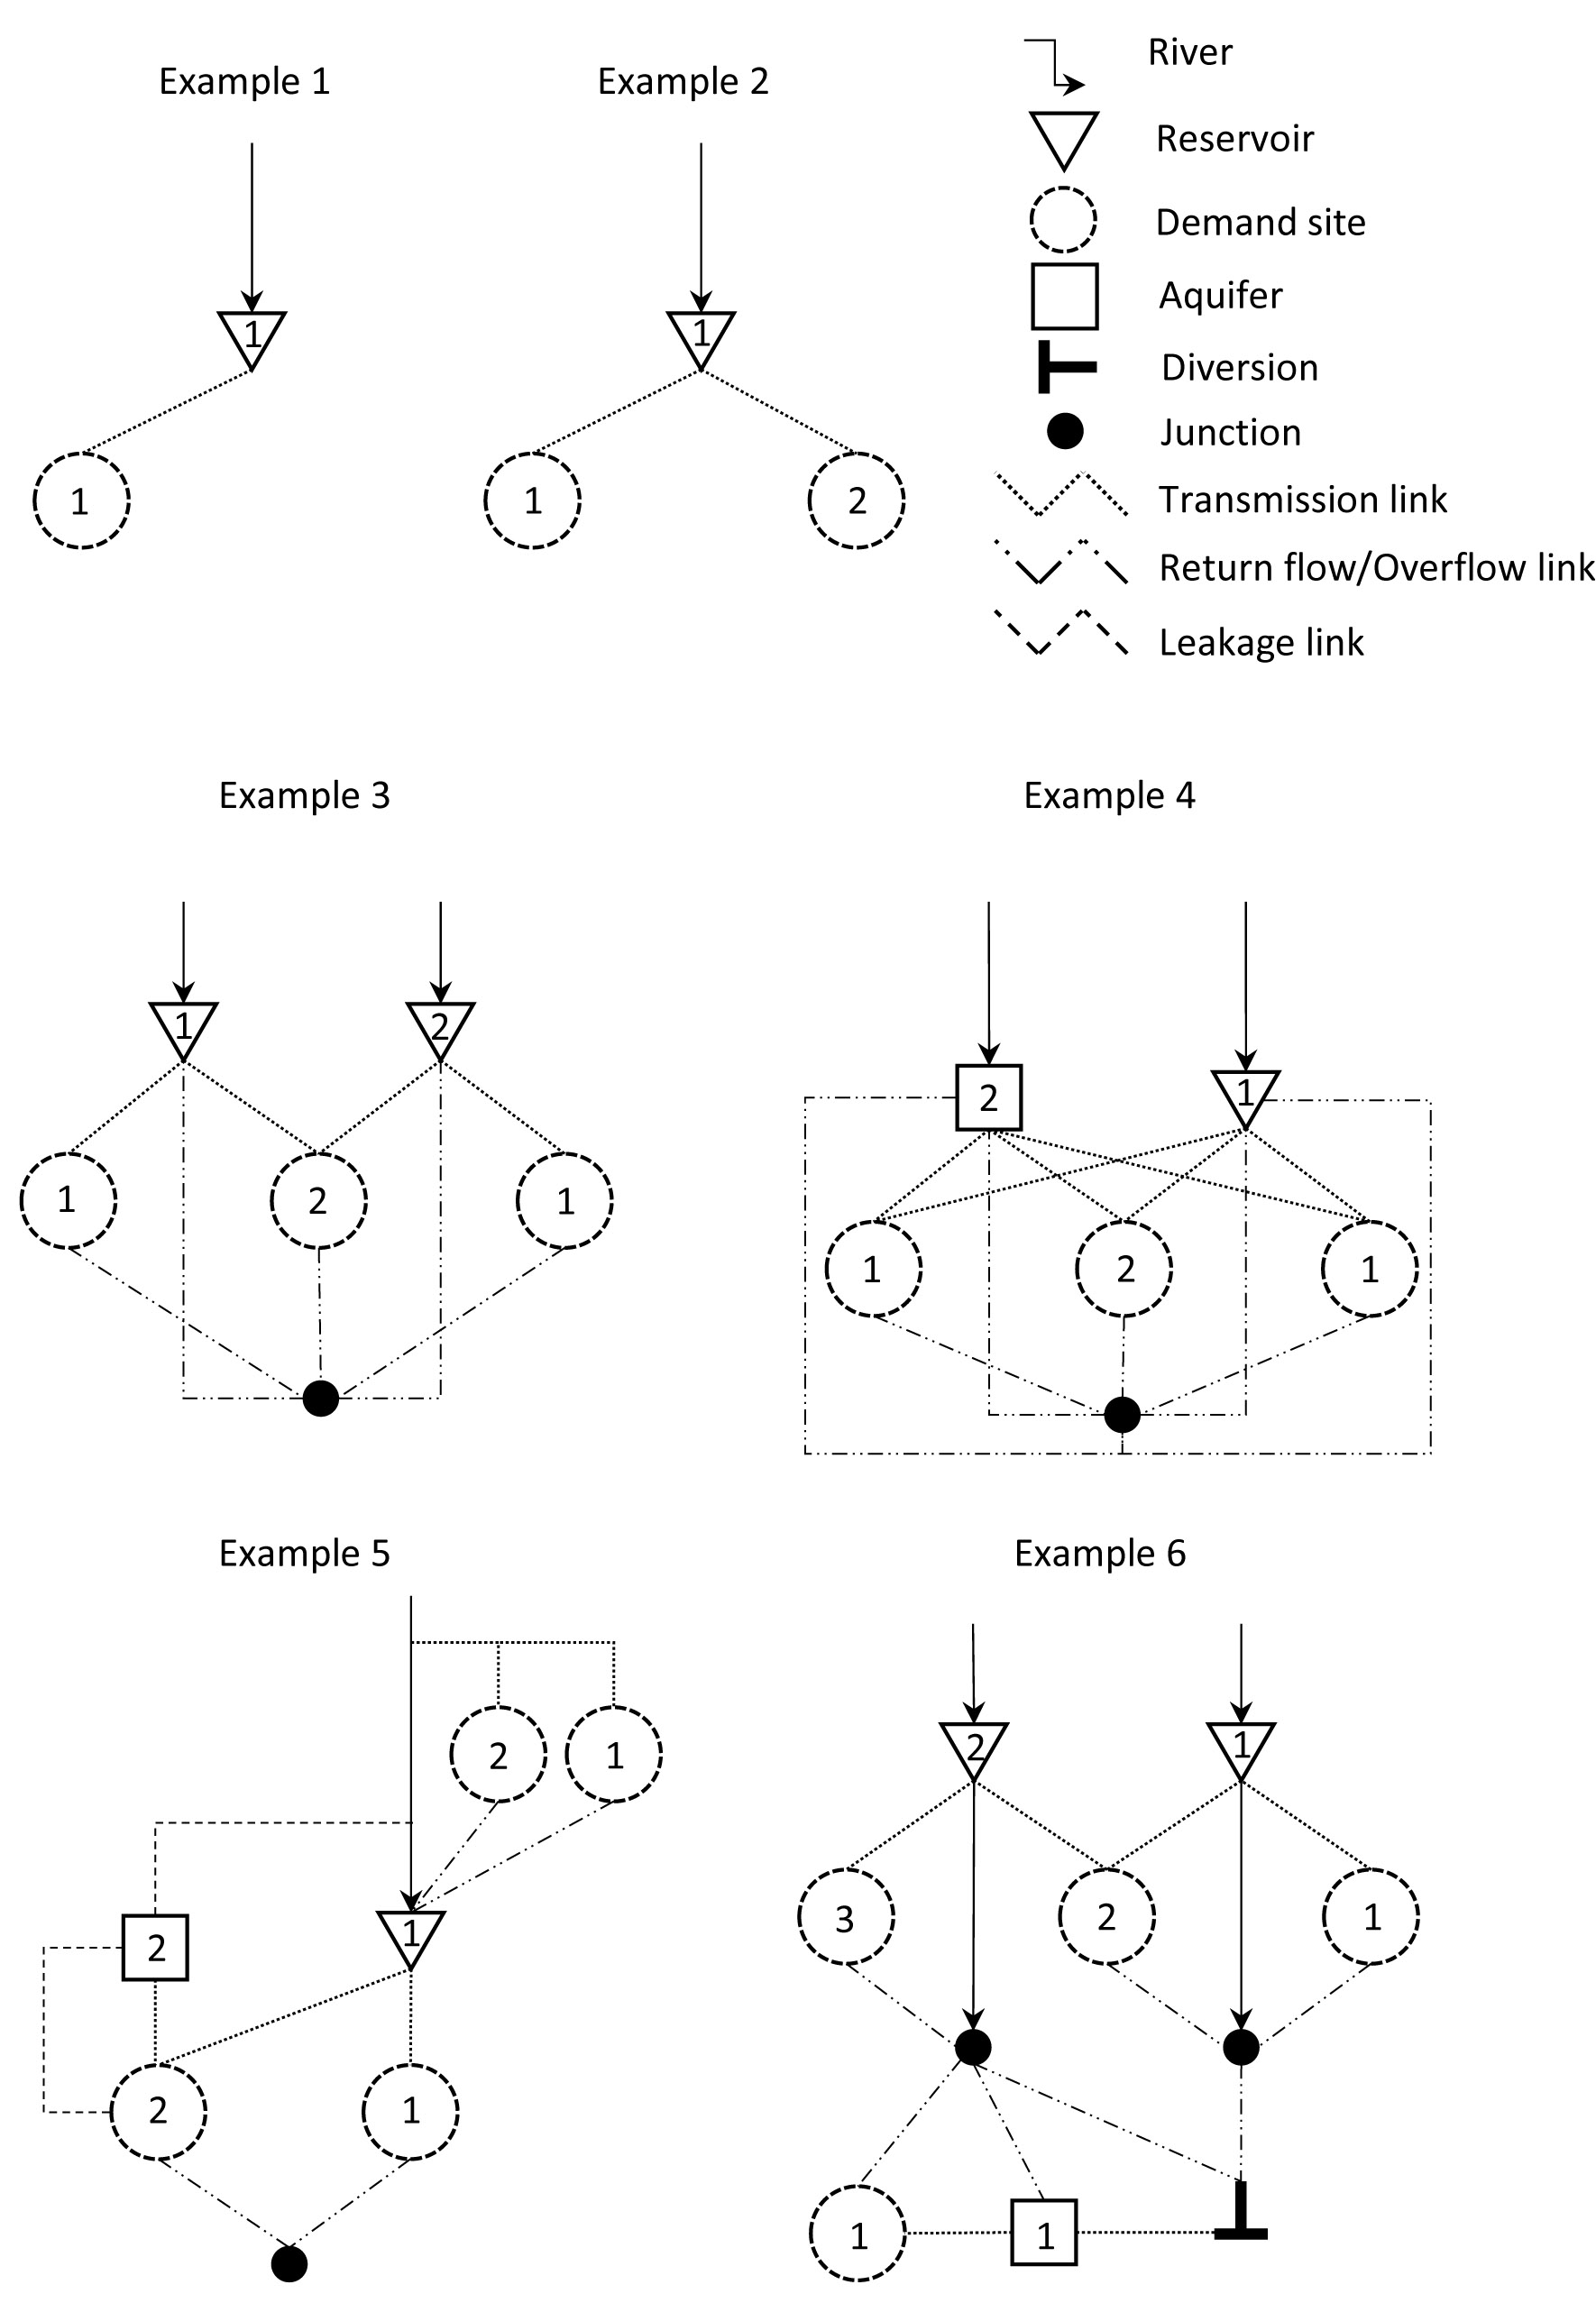 Example 1
Example 2
River
Reservoir
Demand site
Aquifer
Diversion
Junction
Transmission link
Return flow/Overflow link
Leakage link
1
1
1
1
2
Example 3
Example 4
1
2
1
2
1
2
1
1
2
1
Example 5
Example 6
2
1
2
1
2
1
2
1
3
2
1
1
1